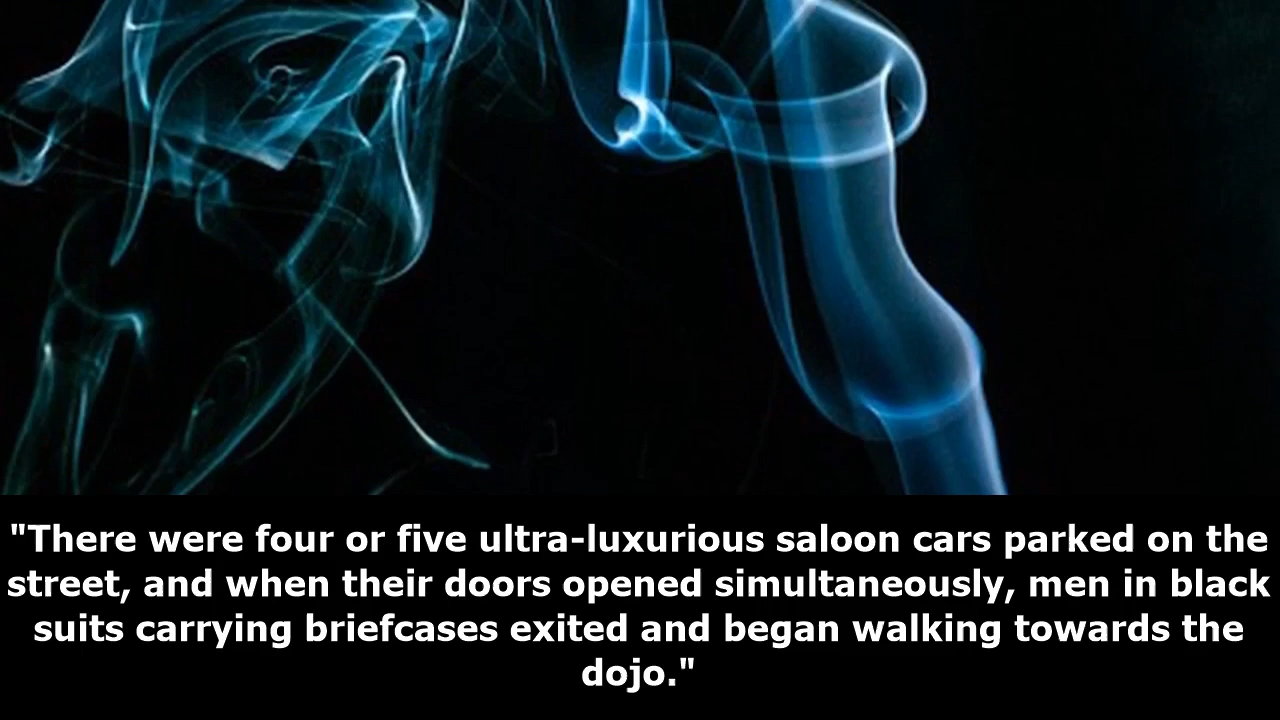 "There were four or five ultra-luxurious saloon cars parked on the
street, and when their doors opened simultaneously, men in black
suits carrying briefcases exited and began walking towards the
dojo."